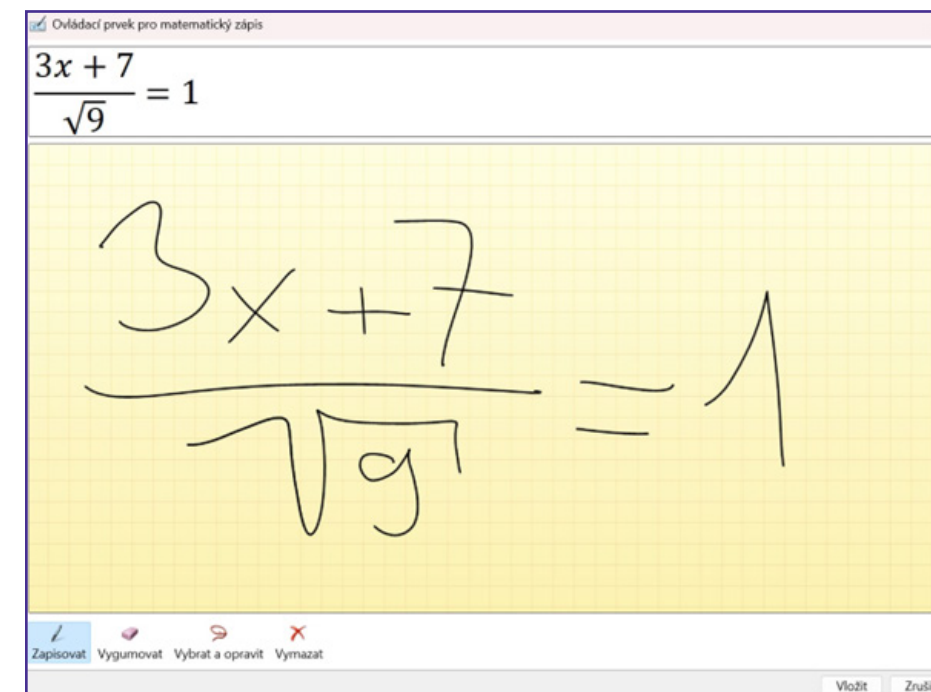 Ovládací prvek pro matematický zápis
3x + 7
√9
= 1
3x + 7
√9
= 1
Zapisovat Vygumovat Vybrat a opravit Vymazat
Vložit Zruši